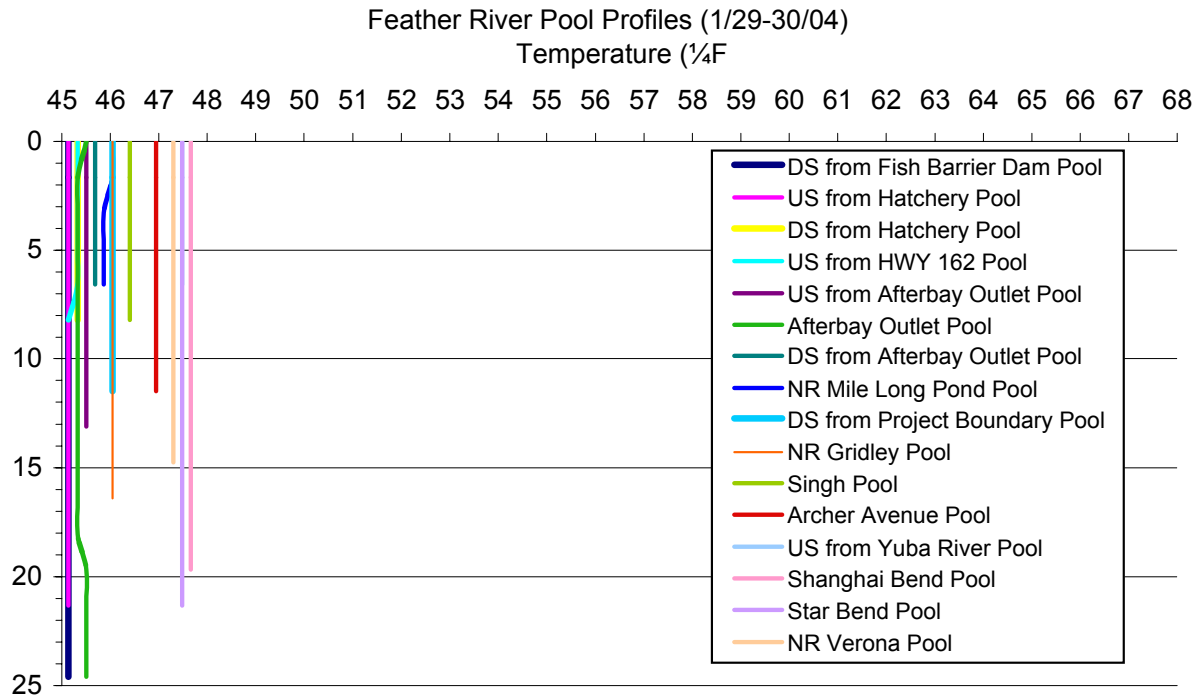 Feather River Pool Profiles (1/29-30/04)
Temperature (¼F
45 46 47 48 49 50 51 52 53 54 55 56 57 58 59 60 61 62 63 64 65 66 67 68
0
5
10
15
20
25
DS from Fish Barrier Dam Pool
US from Hatchery Pool
DS from Hatchery Pool
US from HWY 162 Pool
US from Afterbay Outlet Pool
Afterbay Outlet Pool
DS from Afterbay Outlet Pool
NR Mile Long Pond Pool
DS from Project Boundary Pool
NR Gridley Pool
Singh Pool
Archer Avenue Pool
US from Yuba River Pool
Shanghai Bend Pool
Star Bend Pool
NR Verona Pool